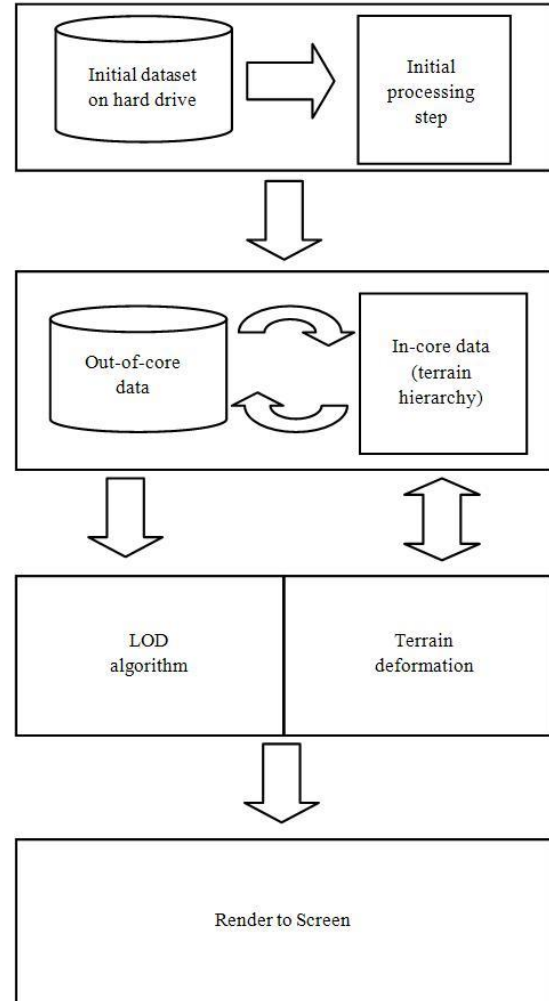 Initial dataset
on hard drive
Initial
processing
step
Out-of-core
data
In-core data
(terrain
hierarchy)
LOD
algorithm
Terrain
deformation
Render to Screen